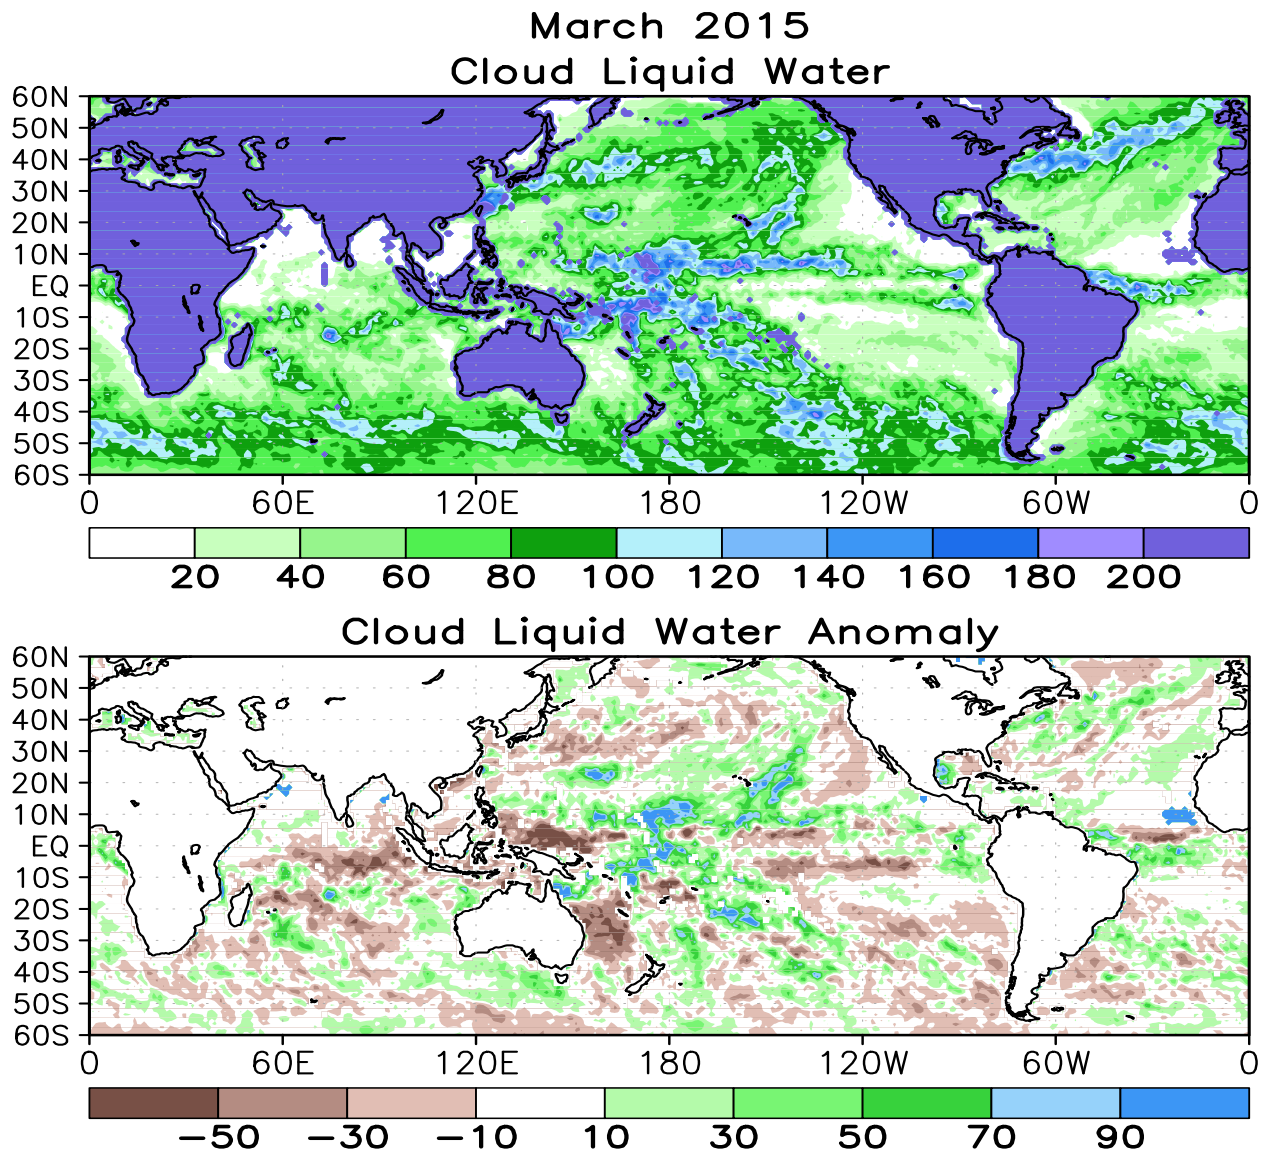 March 2015
Cloud Liquid Water
60N
50N
40N
30N
20N
10N
EQ
10S
20S
30S
40S
50S
60S
0 60E 120E 180 120W 60W 0
20 40 60 80 100 120 140 160 180 200
Cloud Liquid Water Anomaly
60N
50N
40N
30N
20N
10N
EQ
10S
20S
30S
40S
50S
60S
0 60E 120E 180 120W 60W 0
−50 −30 −10 10 30 50 70 90